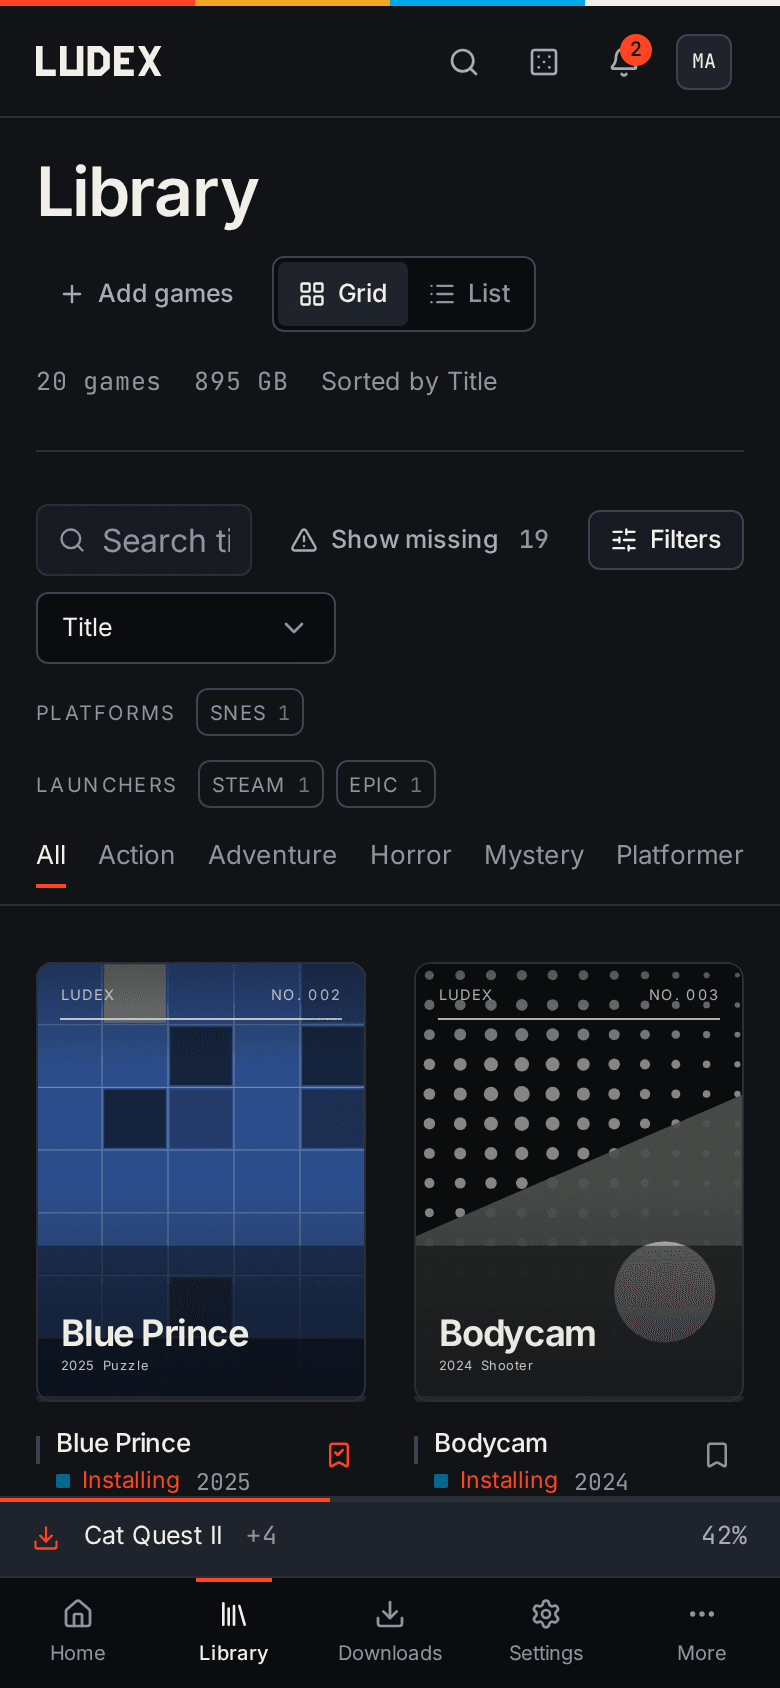 LUDEX
2
MA
Library
Add games
Grid
List
20 games 895 GB Sorted by Title
Search ti
Show missing 19
Filters
Title
PLATFORMS SNES 1
LAUNCHERS STEAM 1 EPIC 1
All Action Adventure Horror Mystery Platformer
LUDEX NO. 002
Blue Prince
2025 Puzzle
LUDEX NO. 003
Bodycam
2024 Shooter
Blue Prince
Installing 2025
Bodycam
Installing 2024
Cat Quest II +4 42%
Home Library Downloads Settings More